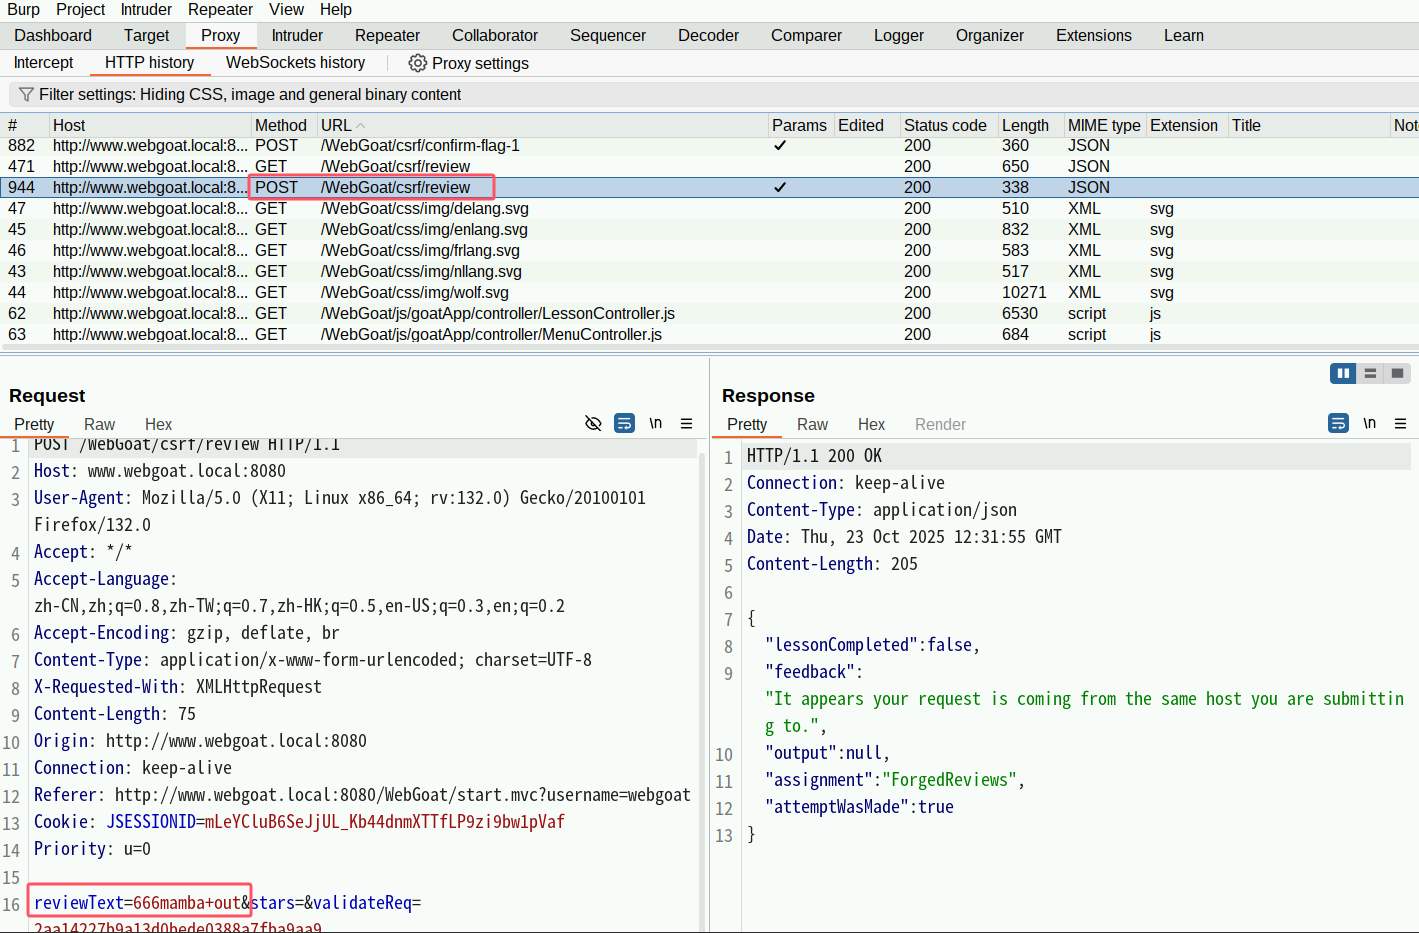 Burp Project Intruder Repeater View Help
Dashboard Target Proxy Intruder Repeater Collaborator Sequencer Decoder Comparer Logger Organizer Extensions Learn
Intercept HTTP history WebSockets history Proxy settings
Filter settings: Hiding CSS, image and general binary content
# Host Method URL Params Edited Status code Length MIME type Extension Title Not
882 http://www.webgoat.local:8... POST /WebGoat/csrf/confirm-flag-1 ✓ 200 360 JSON
471 http://www.webgoat.local:8... GET /WebGoat/csrf/review 200 650 JSON
944 http://www.webgoat.local:8... POST /WebGoat/csrf/review ✓ 200 338 JSON
47 http://www.webgoat.local:8... GET /WebGoat/css/img/delang.svg 200 510 XML svg
45 http://www.webgoat.local:8... GET /WebGoat/css/img/enlang.svg 200 832 XML svg
46 http://www.webgoat.local:8... GET /WebGoat/css/img/frlang.svg 200 583 XML svg
43 http://www.webgoat.local:8... GET /WebGoat/css/img/nllang.svg 200 517 XML svg
44 http://www.webgoat.local:8... GET /WebGoat/css/img/wolf.svg 200 10271 XML svg
62 http://www.webgoat.local:8... GET /WebGoat/js/goatApp/controller/LessonController.js 200 6530 script js
63 http://www.webgoat.local:8... GET /WebGoat/js/goatApp/controller/MenuController.js 200 684 script js
Request
Pretty Raw Hex \n
1 POST /WebGoat/csrf/review HTTP/1.1
2 Host: www.webgoat.local:8080
3 User-Agent: Mozilla/5.0 (X11; Linux x86_64; rv:132.0) Gecko/20100101
Firefox/132.0
4 Accept: */*
5 Accept-Language:
zh-CN,zh;q=0.8,zh-TW;q=0.7,zh-HK;q=0.5,en-US;q=0.3,en;q=0.2
6 Accept-Encoding: gzip, deflate, br
7 Content-Type: application/x-www-form-urlencoded; charset=UTF-8
8 X-Requested-With: XMLHttpRequest
9 Content-Length: 75
10 Origin: http://www.webgoat.local:8080
11 Connection: keep-alive
12 Referer: http://www.webgoat.local:8080/WebGoat/start.mvc?username=webgoat
13 Cookie: JSESSIONID=mLeYCluB6SeJjUL_Kb44dnmXTTfLP9zi9bw1pVaf
14 Priority: u=0
15
16 reviewText=666mamba+out&stars=&validateReq=
2aa14227b9a13d0bede0388a7fba9aa9
Response
Pretty Raw Hex Render \n
1 HTTP/1.1 200 OK
2 Connection: keep-alive
3 Content-Type: application/json
4 Date: Thu, 23 Oct 2025 12:31:55 GMT
5 Content-Length: 205
6
7 {
8 "lessonCompleted":false,
9 "feedback":
"It appears your request is coming from the same host you are submittin
g to.",
10 "output":null,
11 "assignment":"ForgedReviews",
12 "attemptWasMade":true
13 }